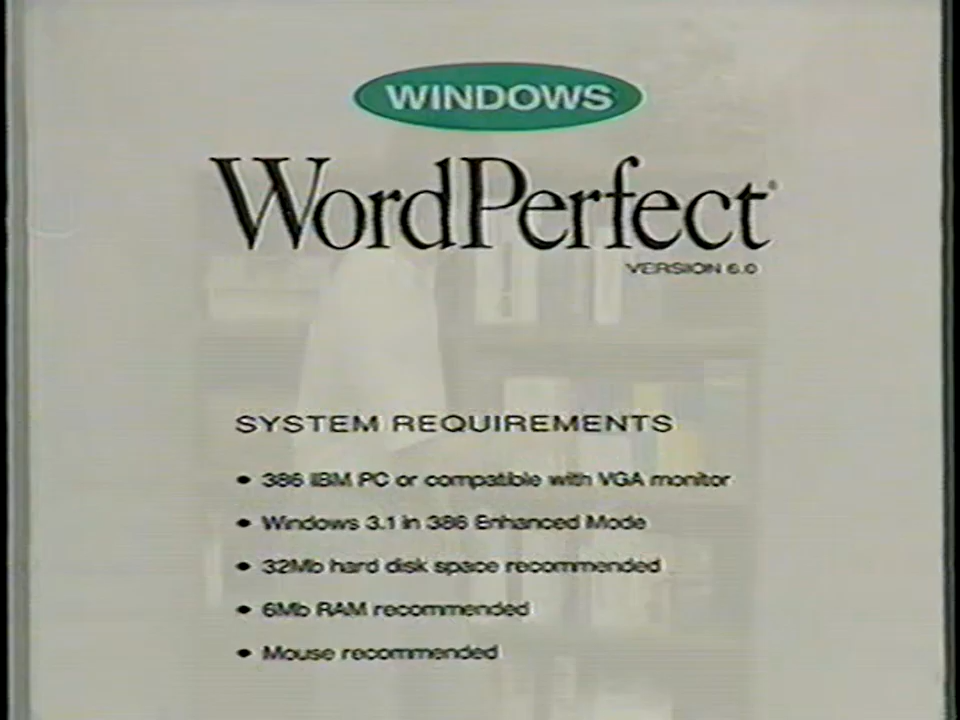 WINDOWS
WordPerfect®
VERSION 6.0
SYSTEM REQUIREMENTS
• 386 IBM PC or compatible with VGA monitor
• Windows 3.1 in 386 Enhanced Mode
• 32Mb hard disk space recommended
• 6Mb RAM recommended
• Mouse recommended